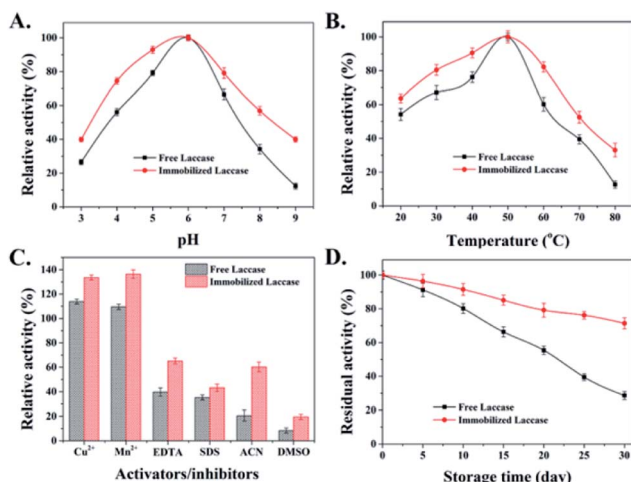 A.
Relative activity (%)
100
80
60
40
20
0
Free Laccase
Immobilized Laccase
3 4 5 6 7 8 9
pH
B.
Relative activity (%)
100
80
60
40
20
0
Free Laccase
Immobilized Laccase
20 30 40 50 60 70 80
Temperature (°C)
C.
Relative activity (%)
140
120
100
80
60
40
20
0
Free Laccase
Immobilized Laccase
Cu²⁺ Mn²⁺ EDTA SDS ACN DMSO
Activators/inhibitors
D.
Residual activity (%)
100
80
60
40
20
0
Free Laccase
Immobilized Laccase
0 5 10 15 20 25 30
Storage time (day)